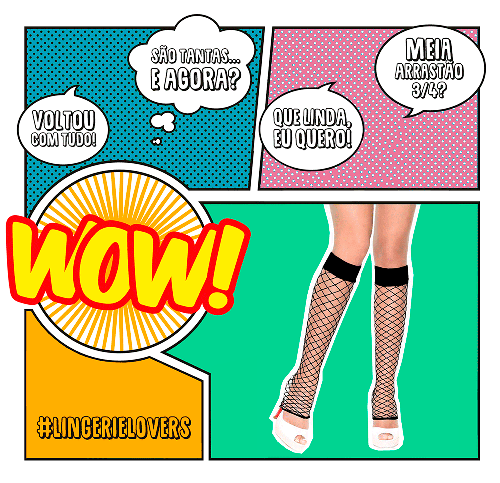 SÃO TANTAS...
E AGORA?
VOLTOU
COM TUDO!
MEIA
ARRASTÃO
3/4?
QUE LINDA,
EU QUERO!
WOW!
#LINGERIELOVERS